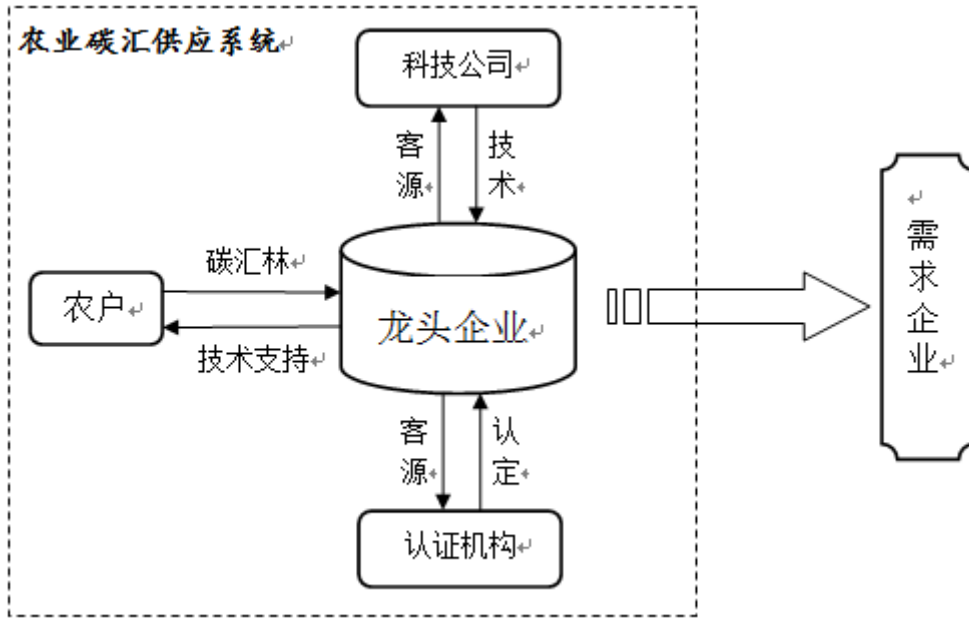 农业碳汇供应系统
科技公司
客源
技术
碳汇林
农户
技术支持
龙头企业
需求企业
客源
认定
认证机构